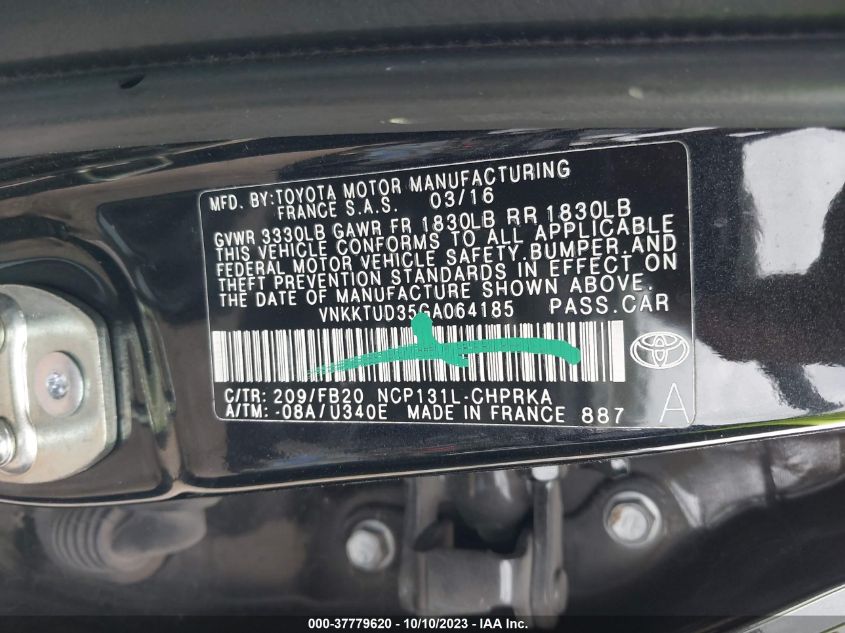 MFD. BY:TOYOTA MOTOR MANUFACTURING
FRANCE S.A.S. 03/16
GVWR 3330LB GAWR FR 1830LB RR 1830LB
THIS VEHICLE CONFORMS TO ALL APPLICABLE
FEDERAL MOTOR VEHICLE SAFETY,BUMPER,AND
THEFT PREVENTION STANDARDS IN EFFECT ON
THE DATE OF MANUFACTURE SHOWN ABOVE.
VNKKTUD35GA064185 PASS.CAR
C/TR: 209/FB20 NCP131L-CHPRKA
A/TM: -08A/U340E MADE IN FRANCE 887
A
000-37779620 - 10/10/2023 - IAA Inc.